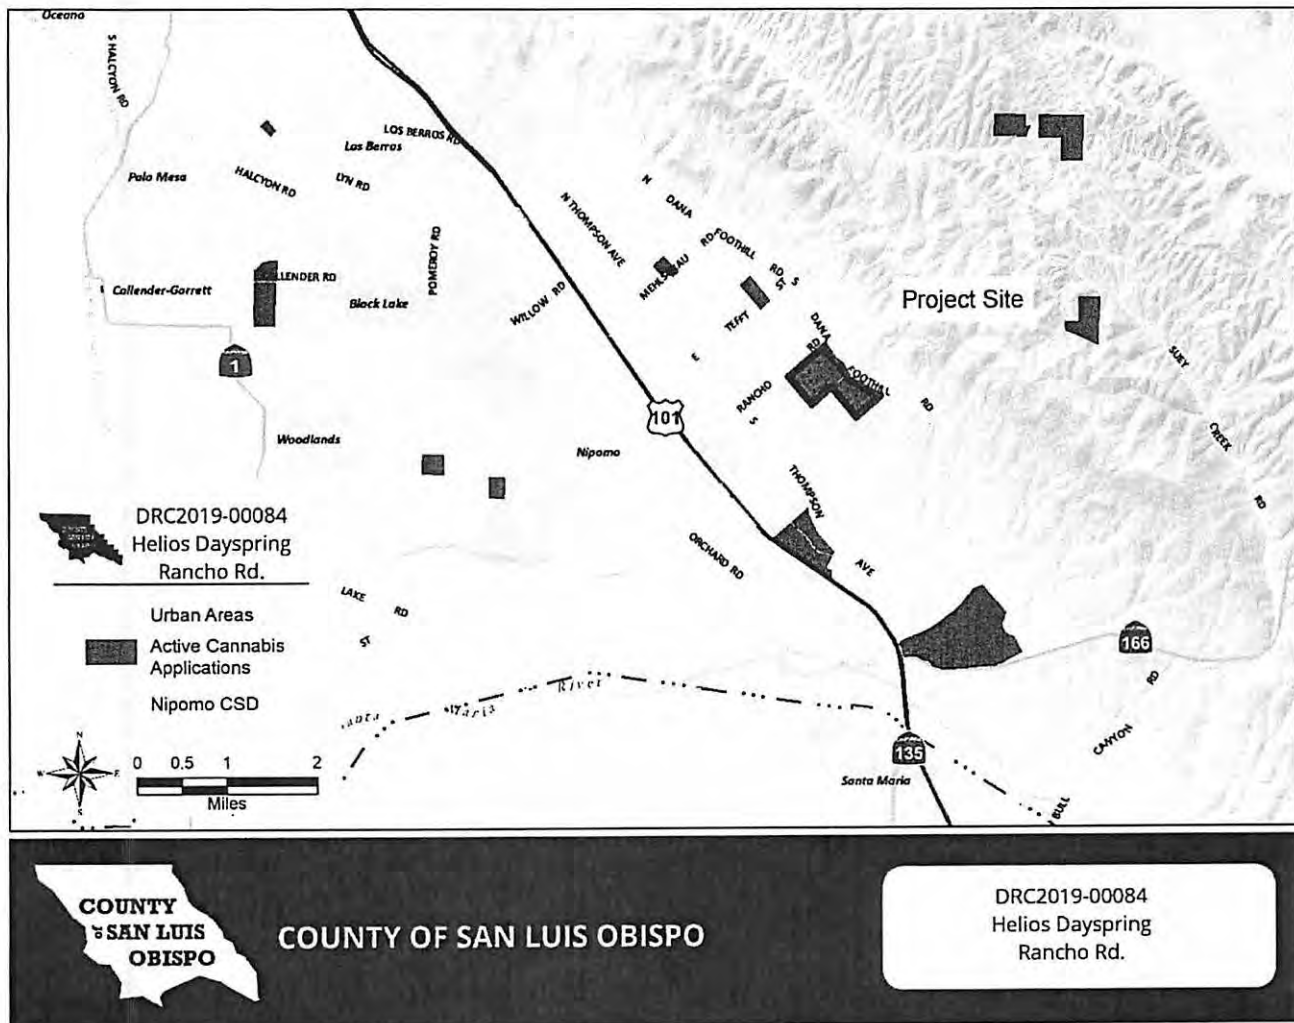 Oceano
S HALCYON RD
LOS BERROS RD
Los Berros
Palo Mesa
HALCYON RD
LYN RD
N THOMPSON AVE
N
DANA
FOOTHILL
RD
S
ST
MEHLSCHAU RD
TEFFT
E
POMEROY RD
WILLOW RD
Callender-Garrett
CALLENDER RD
Black Lake
Project Site
DANA
RD
FOOTHILL
RD
RANCHO
S
SUEY
CREEK
RD
1
101
Woodlands
Nipomo
THOMPSON
AVE
ORCHARD RD
DRC2019-00084
Helios Dayspring
Rancho Rd.
Urban Areas
Active Cannabis
Applications
Nipomo CSD
LAKE RD
ST
166
River
Maria
135
Santa Maria
BULL
CANYON
RD
N
W E
S
0 0.5 1 2
Miles
COUNTY
OF SAN LUIS
OBISPO
COUNTY OF SAN LUIS OBISPO
DRC2019-00084
Helios Dayspring
Rancho Rd.